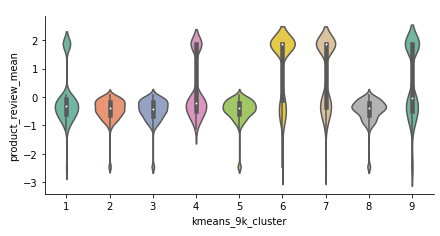 2
1
0
−1
−2
−3
product_review_mean
1 2 3 4 5 6 7 8 9
kmeans_9k_cluster